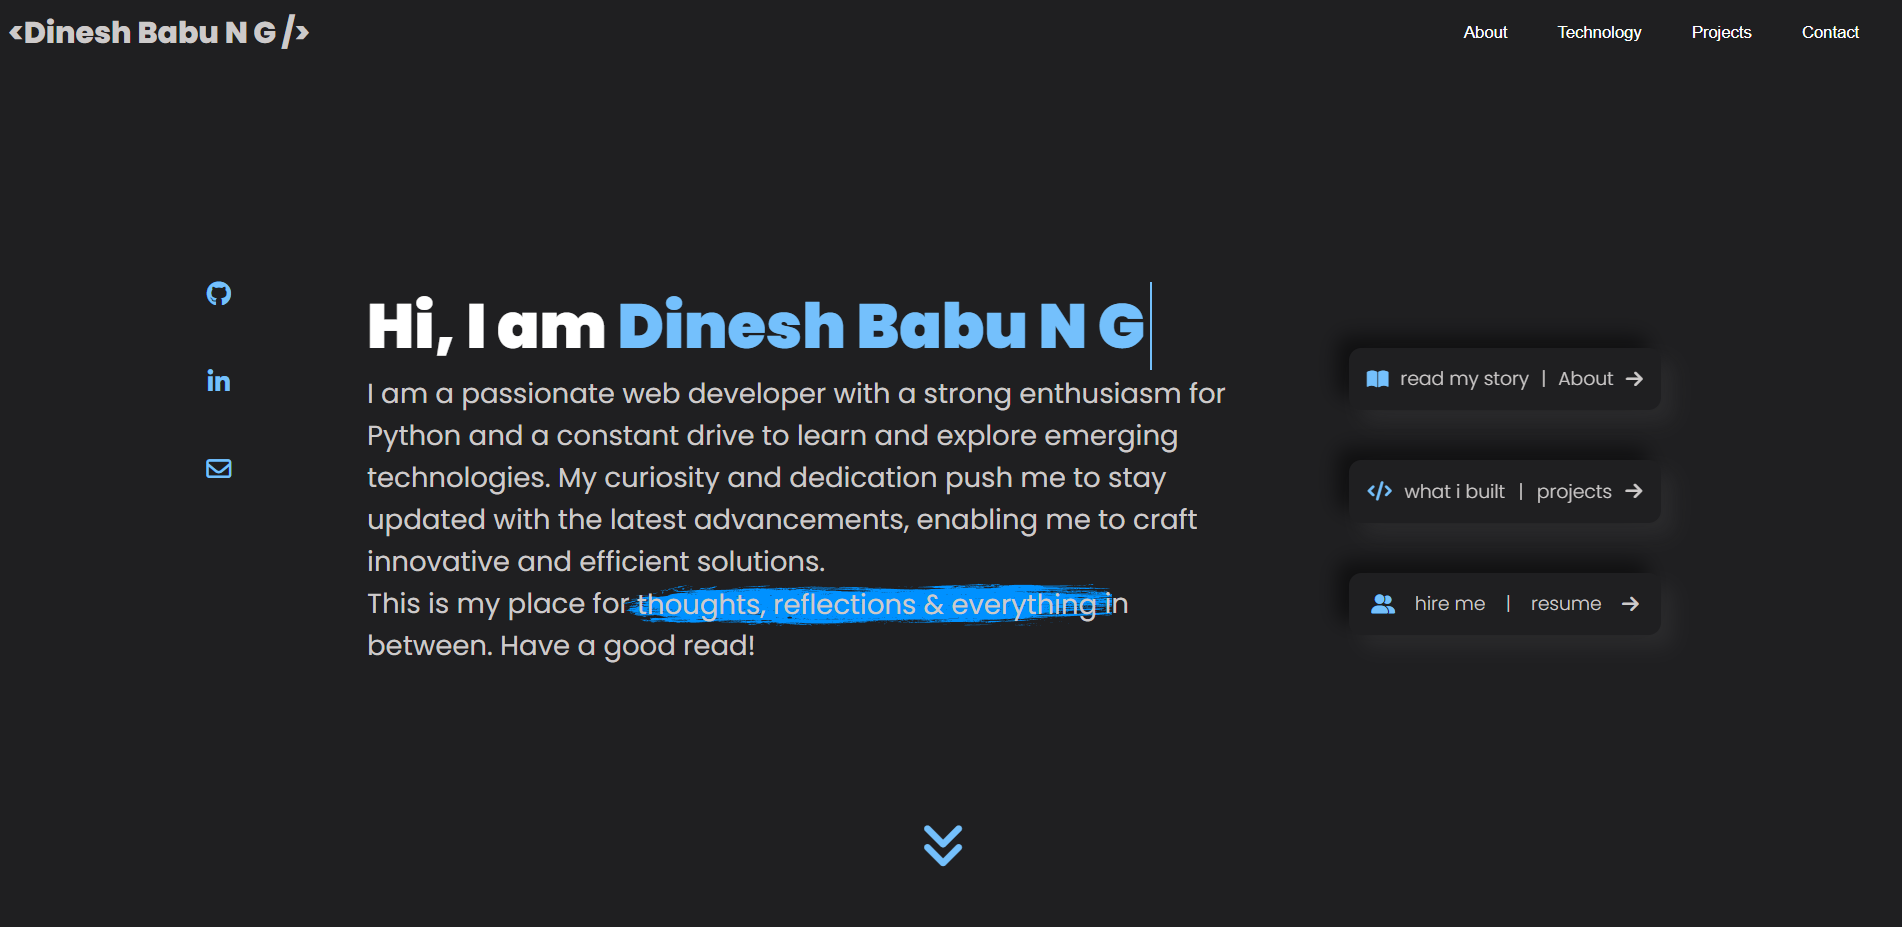 <Dinesh Babu N G />
About Technology Projects Contact
Hi, I am Dinesh Babu N G
I am a passionate web developer with a strong enthusiasm for
Python and a constant drive to learn and explore emerging
technologies. My curiosity and dedication push me to stay
updated with the latest advancements, enabling me to craft
innovative and efficient solutions.
This is my place for thoughts, reflections & everything in
between. Have a good read!
read my story | About
what i built | projects
hire me | resume